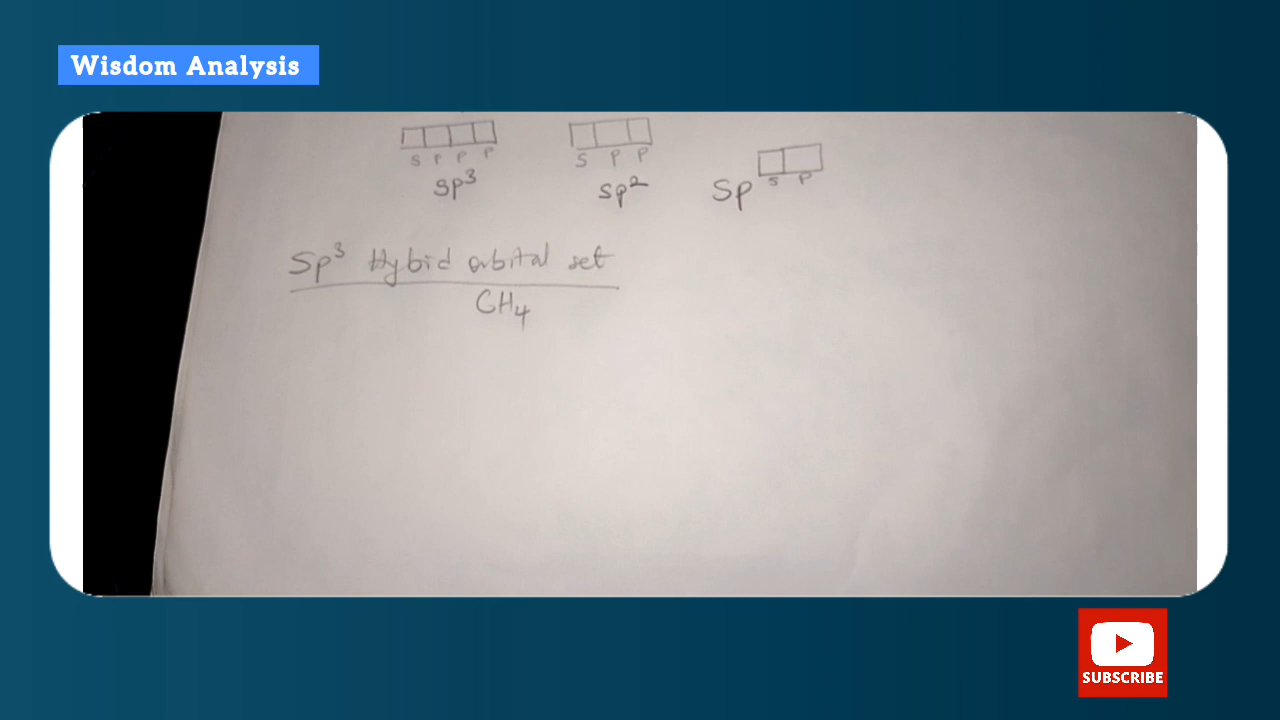 Wisdom Analysis
S P P P
S P P
S P
sp³
sp²
Sp
Sp³ Hybrid orbital set
CH₄
SUBSCRIBE